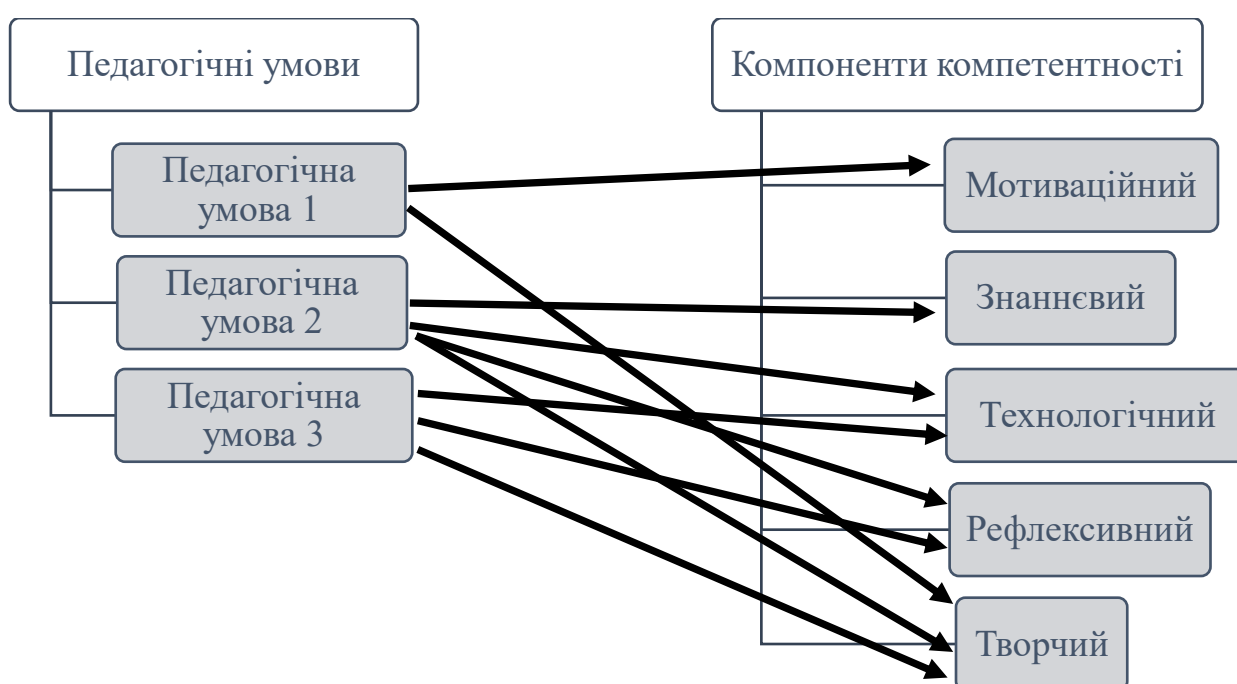 Педагогічні умови
Педагогічна
умова 1
Педагогічна
умова 2
Педагогічна
умова 3
Компоненти компетентності
Мотиваційний
Знаннєвий
Технологічний
Рефлексивний
Творчий